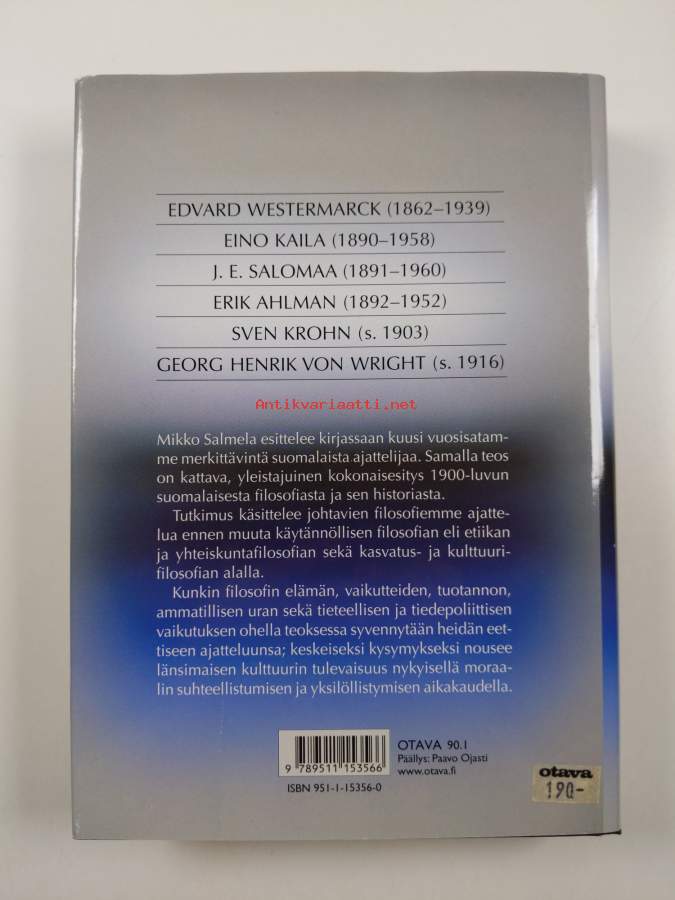 EDVARD WESTERMARCK (1862–1939)
EINO KAILA (1890–1958)
J. E. SALOMAA (1891–1960)
ERIK AHLMAN (1892–1952)
SVEN KROHN (s. 1903)
GEORG HENRIK VON WRIGHT (s. 1916)
Antikvariaatti.net
Mikko Salmela esittelee kirjassaan kuusi vuosisatam-
me merkittävintä suomalaista ajattelijaa. Samalla teos
on kattava, yleistajuinen kokonaisesitys 1900-luvun
suomalaisesta filosofiasta ja sen historiasta.
Tutkimus käsittelee johtavien filosofiemme ajatte-
lua ennen muuta käytännöllisen filosofian eli etiikan
ja yhteiskuntafilosofian sekä kasvatus- ja kulttuuri-
filosofian alalla.
Kunkin filosofin elämän, vaikutteiden, tuotannon,
ammatillisen uran sekä tieteellisen ja tiedepoliittisen
vaikutuksen ohella teoksessa syvennytään heidän eet-
tiseen ajatteluunsa; keskeiseksi kysymykseksi nousee
länsimaisen kulttuurin tulevaisuus nykyisellä moraa-
lin suhteellistumisen ja yksilöllistymisen aikakaudella.
9 789511 153566
ISBN 951-1-15356-0
OTAVA 90.1
Päällys: Paavo Ojasti
www.otava.fi
otava
190-